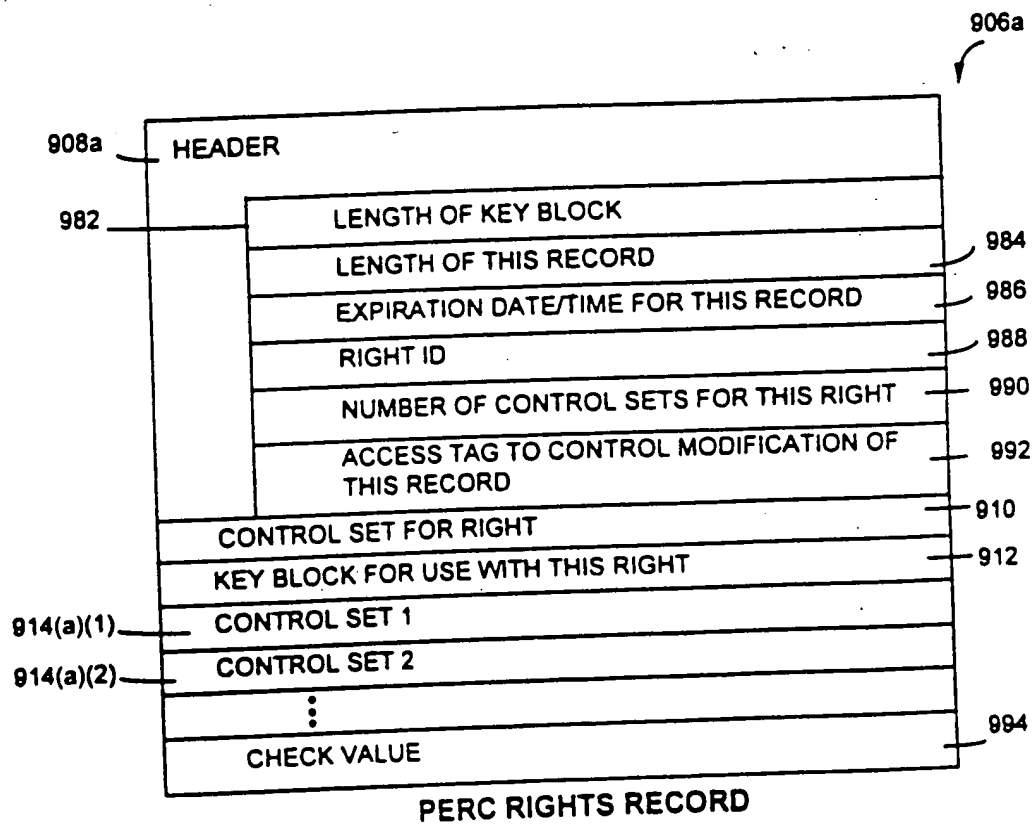 906a
908a
HEADER
982
LENGTH OF KEY BLOCK
LENGTH OF THIS RECORD
984
EXPIRATION DATE/TIME FOR THIS RECORD
986
RIGHT ID
988
NUMBER OF CONTROL SETS FOR THIS RIGHT
990
ACCESS TAG TO CONTROL MODIFICATION OF
THIS RECORD
992
CONTROL SET FOR RIGHT
910
KEY BLOCK FOR USE WITH THIS RIGHT
912
914(a)(1)
CONTROL SET 1
914(a)(2)
CONTROL SET 2
CHECK VALUE
994
PERC RIGHTS RECORD